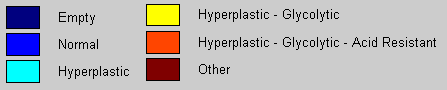 Empty
Normal
Hyperplastic
Hyperplastic - Glycolytic
Hyperplastic - Glycolytic - Acid Resistant
Other